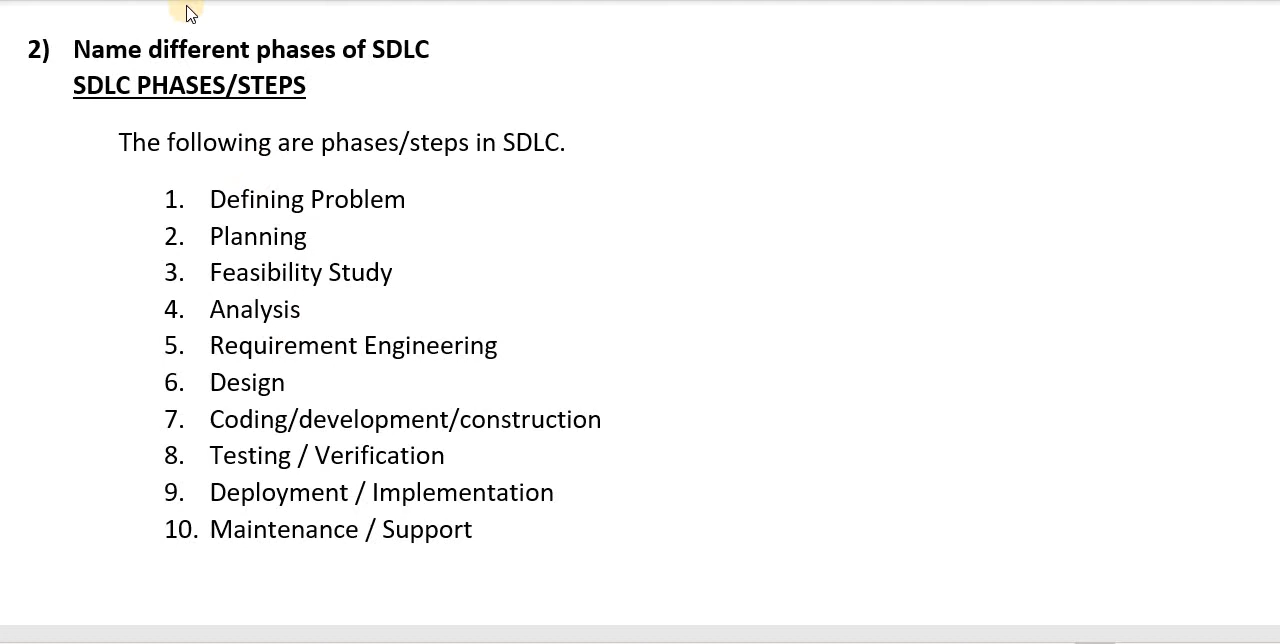 2) Name different phases of SDLC
SDLC PHASES/STEPS
The following are phases/steps in SDLC.
1. Defining Problem
2. Planning
3. Feasibility Study
4. Analysis
5. Requirement Engineering
6. Design
7. Coding/development/construction
8. Testing / Verification
9. Deployment / Implementation
10. Maintenance / Support